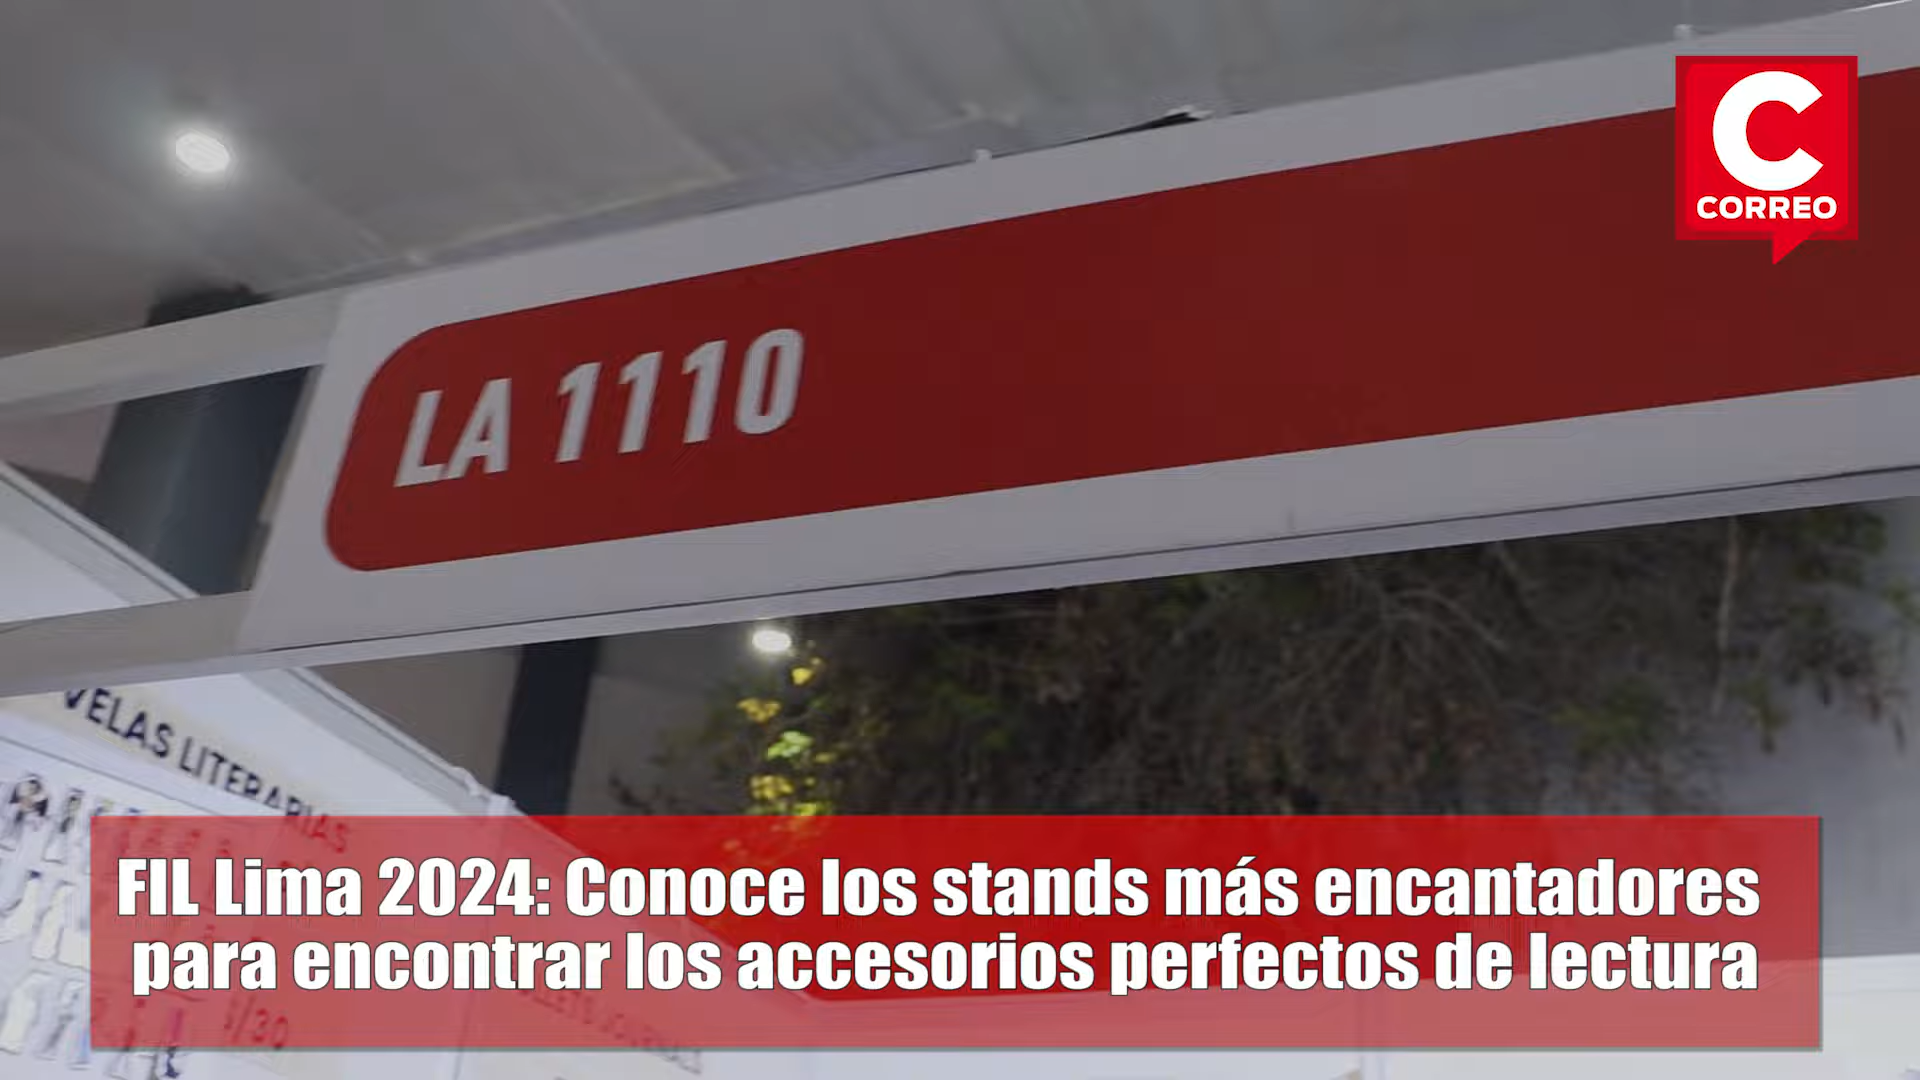 C
CORREO
LA 1110
VELAS LITERARIAS
FIL Lima 2024: Conoce los stands más encantadores
para encontrar los accesorios perfectos de lectura
S/30